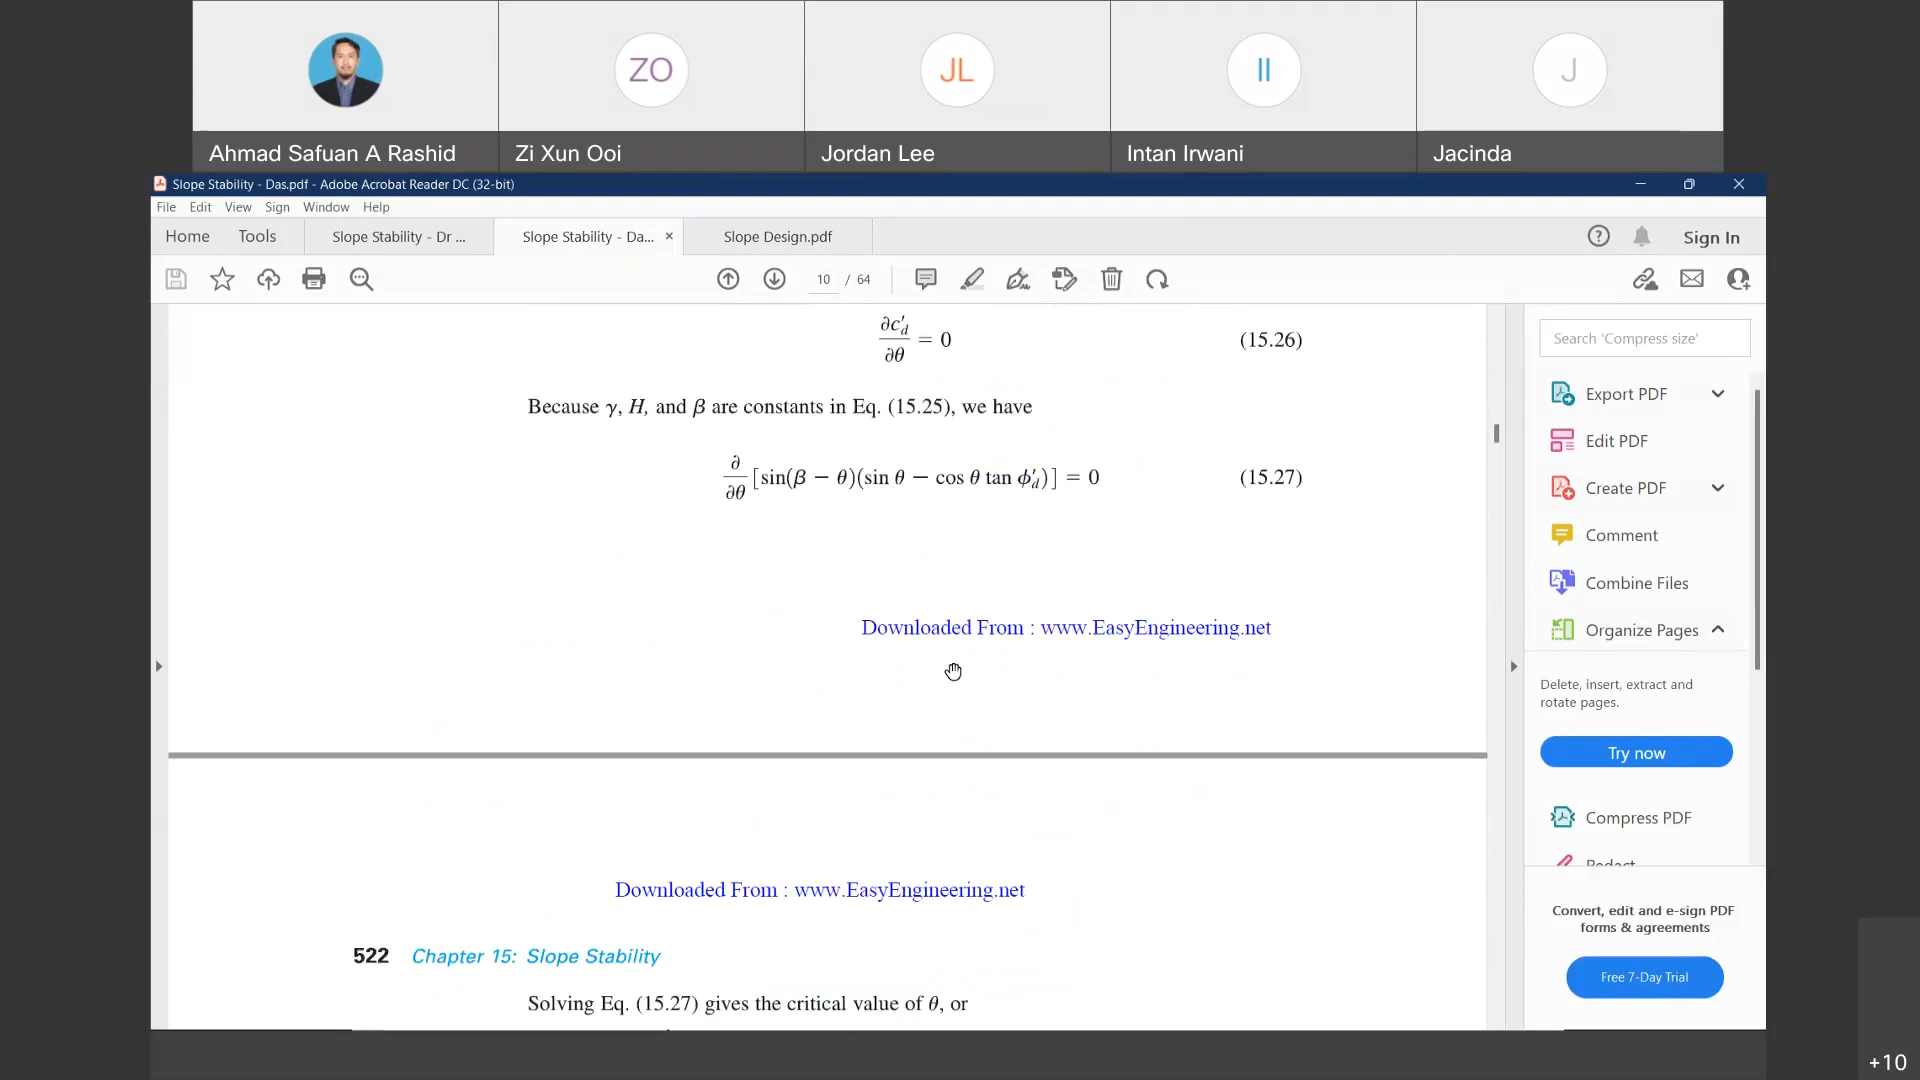 ZO
JL
II
J
Ahmad Safuan A Rashid
Zi Xun Ooi
Jordan Lee
Intan Irwani
Jacinda
Slope Stability - Das.pdf - Adobe Acrobat Reader DC (32-bit)
File Edit View Sign Window Help
Home Tools Slope Stability - Dr ... Slope Stability - Da... × Slope Design.pdf Sign In
10 / 64
∂c′d/∂θ = 0 (15.26)
Because γ, H, and β are constants in Eq. (15.25), we have
∂/∂θ [sin(β − θ)(sin θ − cos θ tan ϕ′d)] = 0 (15.27)
Downloaded From : www.EasyEngineering.net
Downloaded From : www.EasyEngineering.net
522 Chapter 15: Slope Stability
Solving Eq. (15.27) gives the critical value of θ, or
Search 'Compress size'
Export PDF
Edit PDF
Create PDF
Comment
Combine Files
Organize Pages
Delete, insert, extract and
rotate pages.
Try now
Compress PDF
Redact
Convert, edit and e-sign PDF
forms & agreements
Free 7-Day Trial
+10